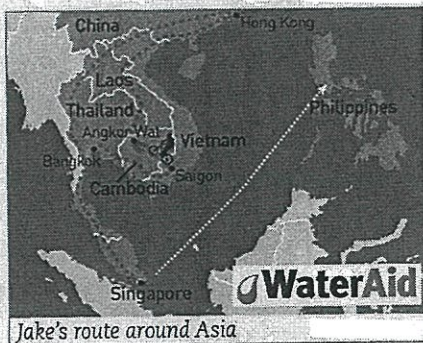 China
Hong Kong
Laos
Thailand
Angkor Wat
Vietnam
Philippines
Bangkok
Cambodia
Saigon
Singapore
WaterAid
Jake's route around Asia